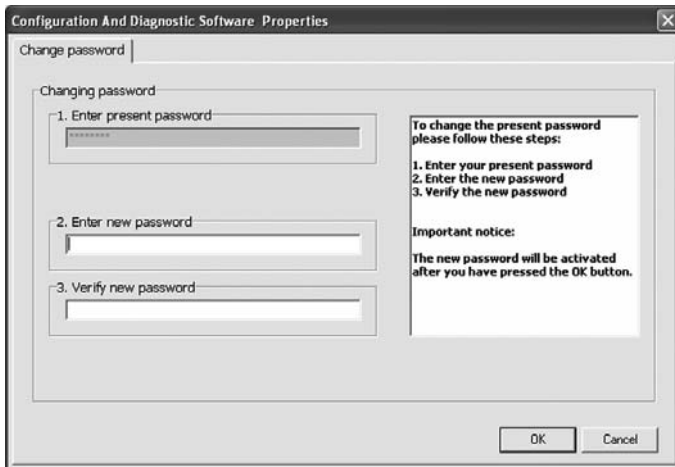 Configuration And Diagnostic Software Properties
Change password
Changing password
1. Enter present password
********
2. Enter new password
3. Verify new password
To change the present password
please follow these steps:
1. Enter your present password
2. Enter the new password
3. Verify the new password
Important notice:
The new password will be activated
after you have pressed the OK button.
OK
Cancel